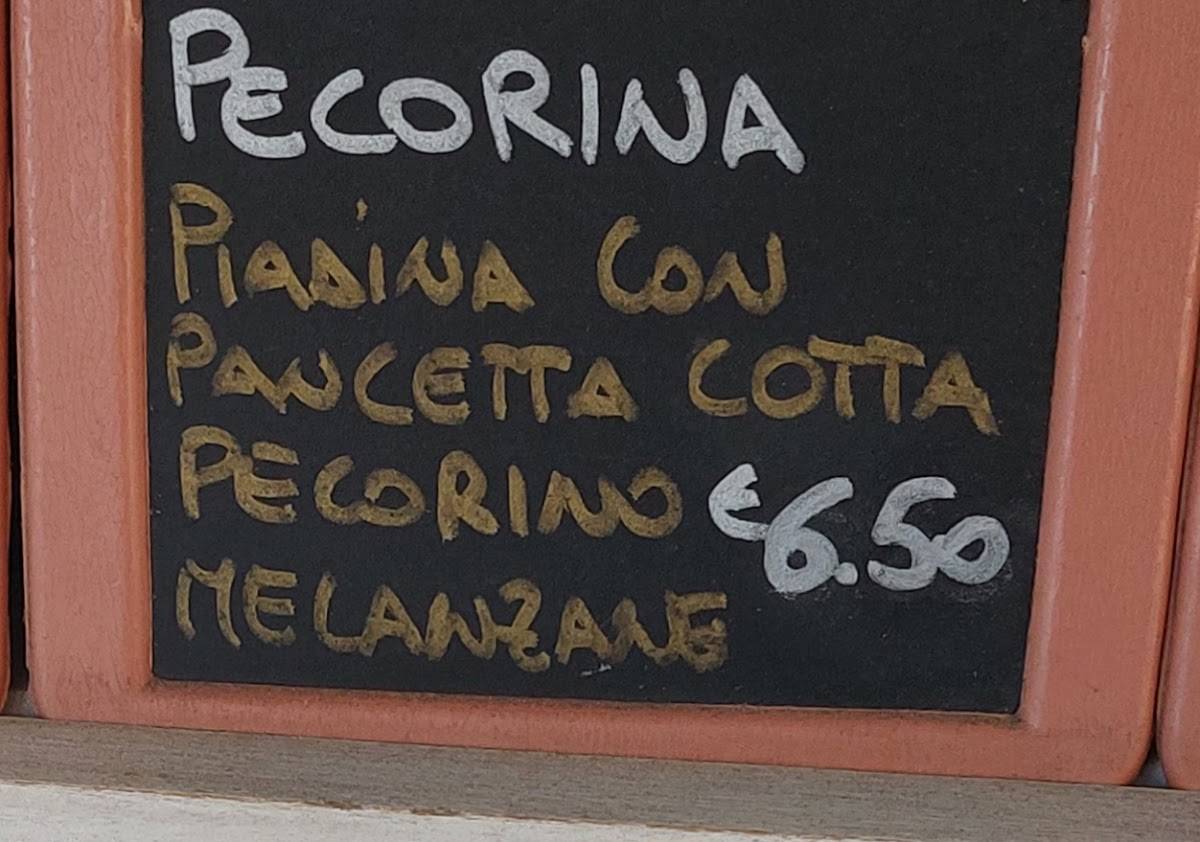 PECORINA
PIADINA CON
PANCETTA COTTA
PECORINO €6.50
MELANZANE